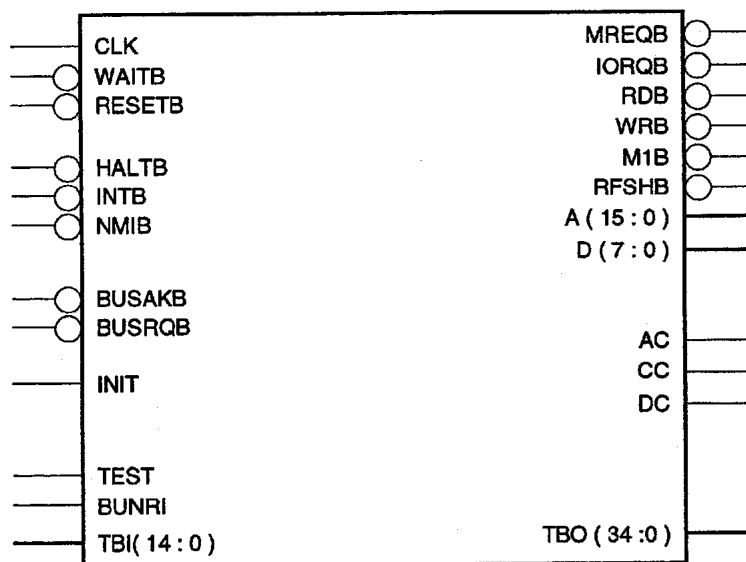 CLK
WAITB
RESETB
HALTB
INTB
NMIB
BUSAKB
BUSRQB
INIT
TEST
BUNRI
TBI( 14 : 0 )
MREQB
IORQB
RDB
WRB
M1B
RFSHB
A ( 15 : 0 )
D ( 7 : 0 )
AC
CC
DC
TBO ( 34 :0 )